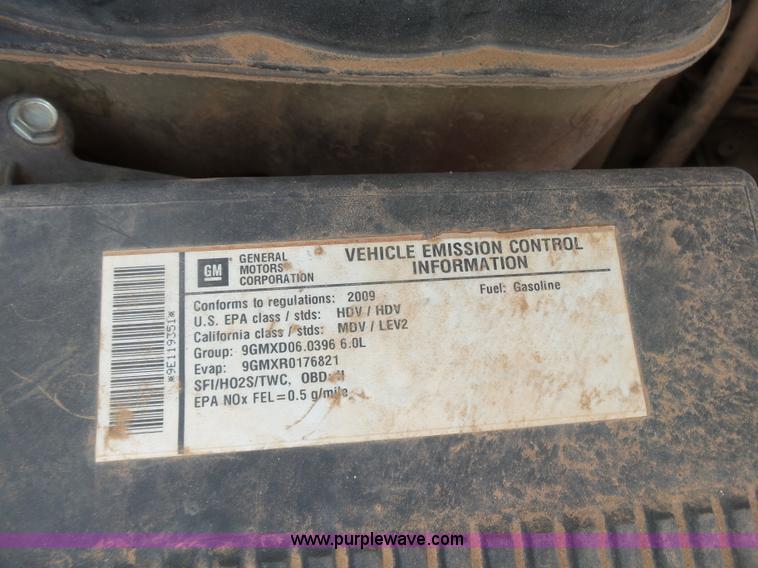 GM
GENERAL
MOTORS
CORPORATION
VEHICLE EMISSION CONTROL
INFORMATION
Conforms to regulations: 2009
Fuel: Gasoline
U.S. EPA class / stds: HDV / HDV
California class / stds: MDV / LEV2
Group: 9GMXD06.0396 6.0L
Evap: 9GMXR0176821
SFI/HO2S/TWC, OBD: II
EPA NOx FEL=0.5 g/mile
*9E119351*
www.purplewave.com